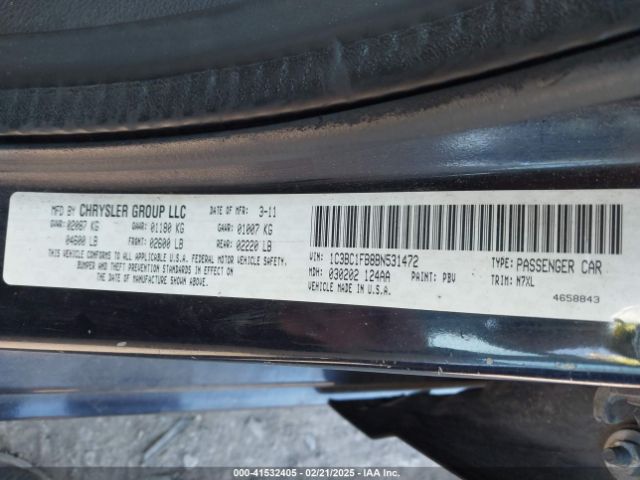 MFD BY CHRYSLER GROUP LLC DATE OF MFR: 3-11
GVWR: 02087 KG GAWR: 01180 KG GAWR: 01007 KG
04600 LB FRONT: 02600 LB REAR: 02220 LB
THIS VEHICLE CONFORMS TO ALL APPLICABLE U.S.A. FEDERAL MOTOR VEHICLE SAFETY,
BUMPER AND THEFT PREVENTION STANDARDS IN EFFECT ON
THE DATE OF MANUFACTURE SHOWN ABOVE.
VIN: 1C3BC1FB8BN531472 TYPE: PASSENGER CAR
MDH: 030202 124AA PAINT: PBV TRIM: N7XL
VEHICLE MADE IN U.S.A.
4658843
000-41532405 - 02/21/2025 - IAA Inc.